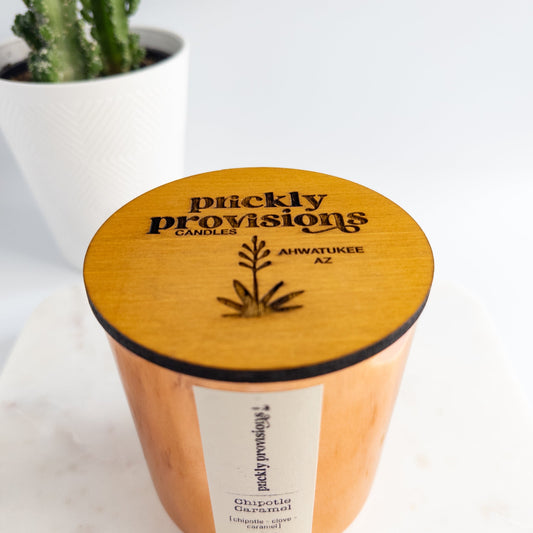 prickly
provisions
CANDLES
AHWATUKEE
AZ
prickly provisions
Chipotle
Caramel
[chipotle - clove -
caramel]